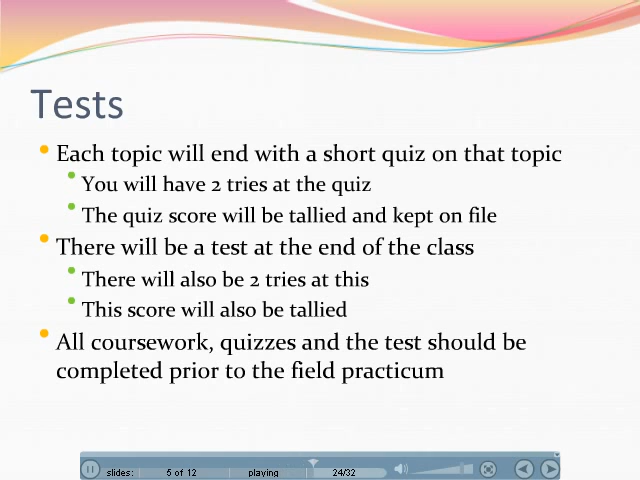 Tests
Each topic will end with a short quiz on that topic
You will have 2 tries at the quiz
The quiz score will be tallied and kept on file
There will be a test at the end of the class
There will also be 2 tries at this
This score will also be tallied
All coursework, quizzes and the test should be
completed prior to the field practicum
slides: 5 of 12 playing 24/32